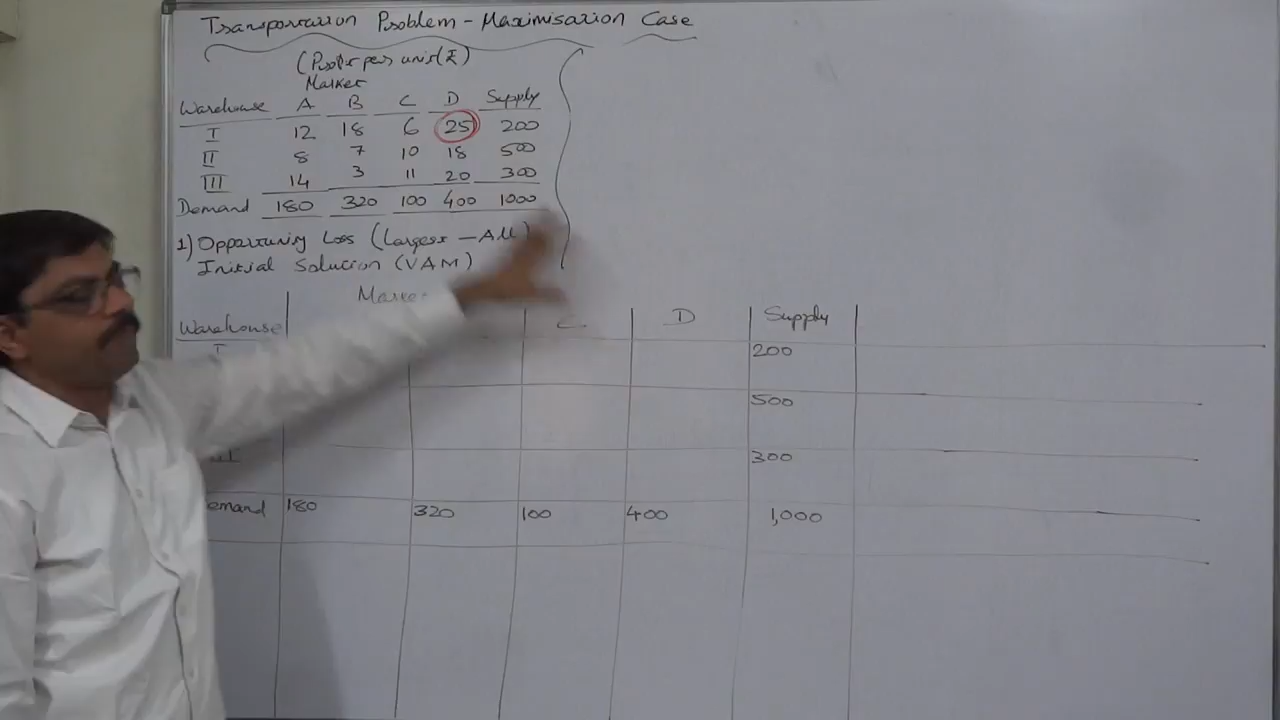 Transportation Problem - Maximisation Case
(Profit per unit (₹)
Market
Warehouse A B C D Supply
I 12 18 6 25 200
II 8 7 10 18 500
III 14 3 11 20 300
Demand 180 320 100 400 1000
1) Opportunity Loss (Largest - All)
Initial Solution (VAM)
Warehouse C D Supply
I 200
500
300
emand 180 320 100 400 1,000